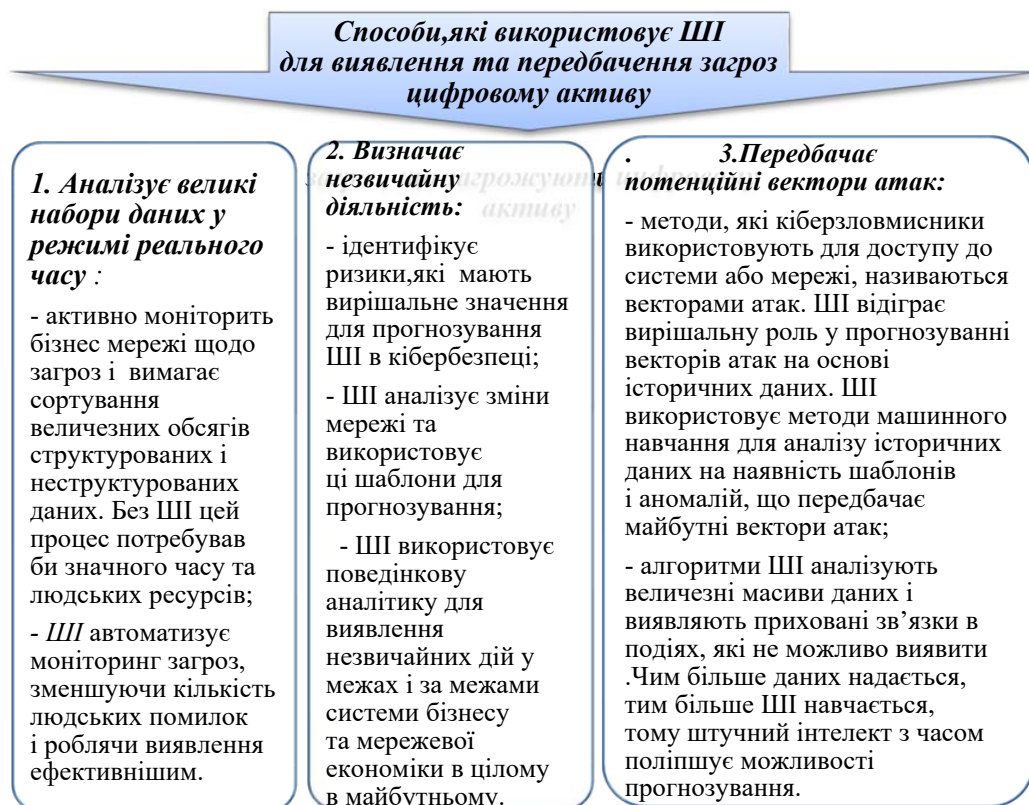 Способи,які використовує ШІ
для виявлення та передбачення загроз
цифровому активу
1. Аналізує великі
набори даних у
режимі реального
часу :
- активно моніторить
бізнес мережі щодо
загроз і вимагає
сортування
величезних обсягів
структурованих і
неструктурованих
даних. Без ШІ цей
процес потребував
би значного часу та
людських ресурсів;
- ШІ автоматизує
моніторинг загроз,
зменшуючи кількість
людських помилок
і роблячи виявлення
ефективнішим.
2. Визначає
незвичайну
діяльність:
- ідентифікує
ризики,які мають
вирішальне значення
для прогнозування
ШІ в кібербезпеці;
- ШІ аналізує зміни
мережі та
використовує
ці шаблони для
прогнозування;
- ШІ використовує
поведінкову
аналітику для
виявлення
незвичайних дій у
межах і за межами
системи бізнесу
та мережевої
економіки в цілому
в майбутньому.
. 3.Передбачає
потенційні вектори атак:
- методи, які кіберзловмисники
використовують для доступу до
системи або мережі, називаються
векторами атак. ШІ відіграє
вирішальну роль у прогнозуванні
векторів атак на основі
історичних даних. ШІ
використовує методи машинного
навчання для аналізу історичних
даних на наявність шаблонів
і аномалій, що передбачає
майбутні вектори атак;
- алгоритми ШІ аналізують
величезні масиви даних і
виявляють приховані зв’язки в
подіях, які не можливо виявити
.Чим більше даних надається,
тим більше ШІ навчається,
тому штучний інтелект з часом
поліпшує можливості
прогнозування.
активу